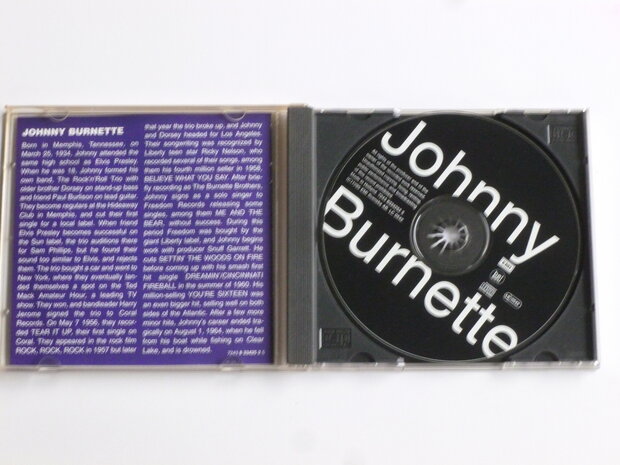 JOHNNY BURNETTE
Born in Memphis, Tennessee, on
March 25, 1934. Johnny attended the
same high school as Elvis Presley.
When he was 18, Johnny formed his
own band, The Rock'n'Roll Trio with
older brother Dorsey on stand-up bass
and friend Paul Burlison on lead guitar.
They become regulars at the Hideaway
Club in Memphis, and cut their first
single for a local label. When friend
Elvis Presley becomes successful on
the Sun label, the trio auditions there
for Sam Phillips, but he found their
sound too similar to Elvis, and rejects
them. The trio bought a car and went to
New York, where they eventually lan-
ded themselves a spot on the Ted
Mack Amateur Hour, a leading TV
show. They won, and bandleader Harry
Jerome signed the trio to Coral
Records. On May 7 1956, they recor-
ded TEAR IT UP, their first single on
Coral. They appeared in the rock film
ROCK, ROCK, ROCK in 1957 but later
that year the trio broke up, and Johnny
and Dorsey headed for Los Angeles.
Their songwriting was recognized by
Liberty teen star Ricky Nelson, who
recorded several of their songs, among
them his fourth million seller in 1958,
BELIEVE WHAT YOU SAY. After brie-
fly recording as The Burnette Brothers,
Johnny signs as a solo singer to
Freedom Records releasing some
singles, among them ME AND THE
BEAR, without success. During this
period Freedom was bought by the
giant Liberty label, and Johnny begins
work with producer Snuff Garrett. He
cuts SETTIN' THE WOODS ON FIRE
before coming up with his smash first
hit single DREAMIN'/CINCINNATI
FIREBALL in the summer of 1960. His
million-selling YOU'RE SIXTEEN was
an even bigger hit, selling well on both
sides of the Atlantic. After a few more
minor hits, Johnny's career ended tra-
gically on August 1, 1964, when he fell
from his boat while fishing on Clear
Lake, and is drowned.
Johnny
Burnette